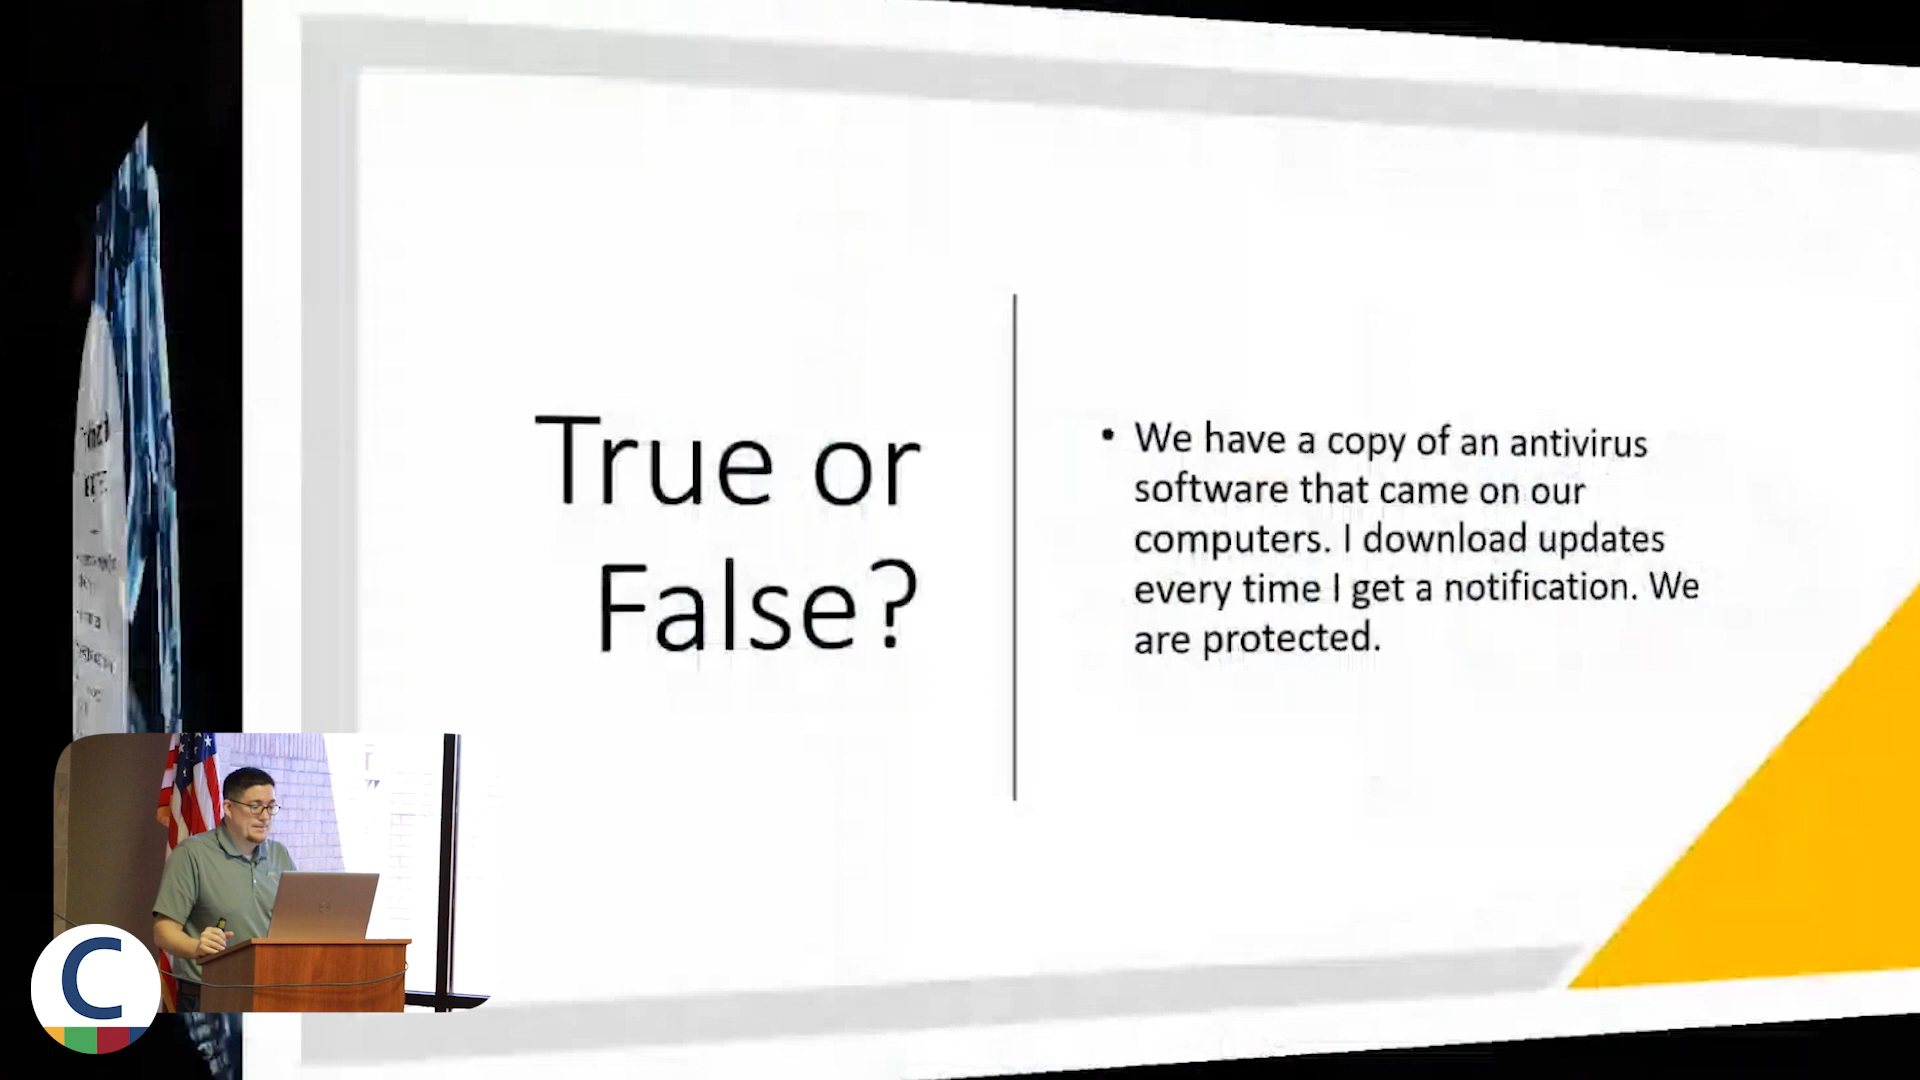 True or
False?
• We have a copy of an antivirus
software that came on our
computers. I download updates
every time I get a notification. We
are protected.
C